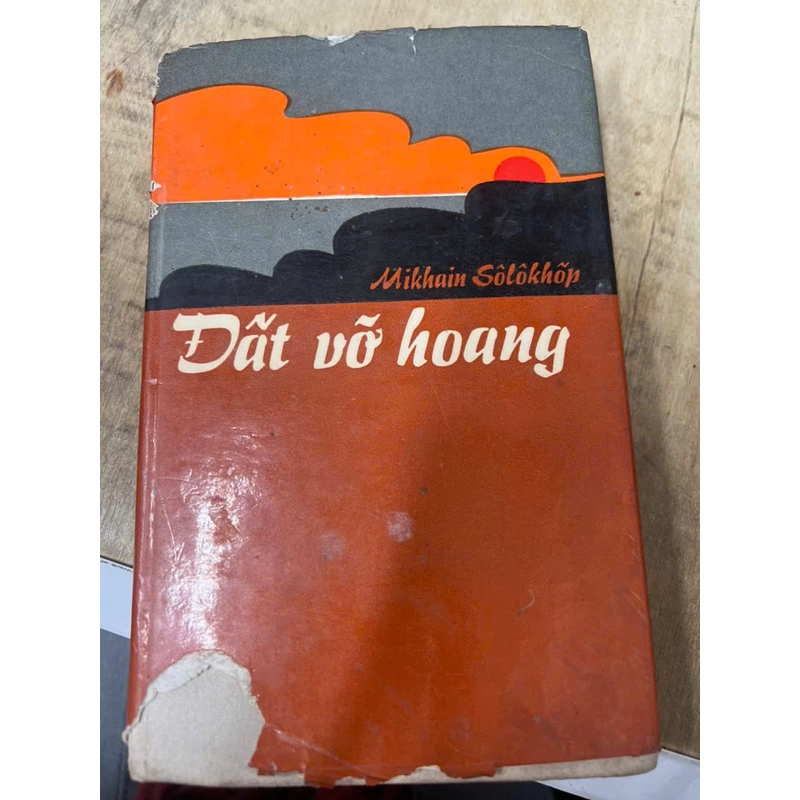 Mikhain Sôlôkhốp
Đất vỡ hoang